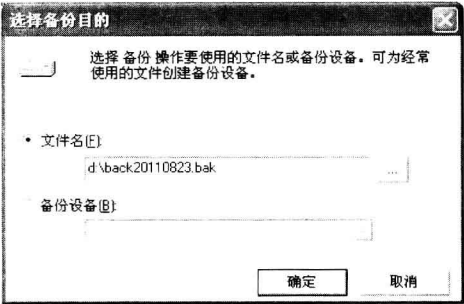 选择备份目的
选择 备份 操作要使用的文件名或备份设备。可为经常
使用的文件创建备份设备。
文件名(F):
d:\back20110823.bak
...
备份设备(B):
确定
取消